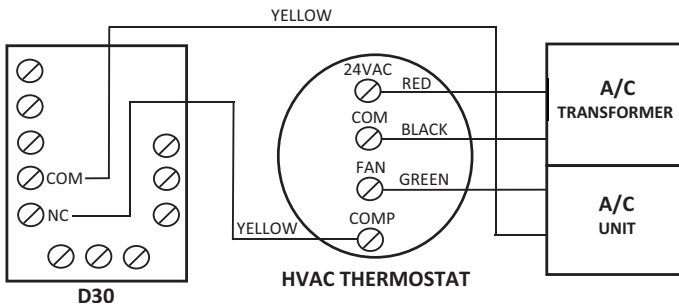 YELLOW
24VAC
RED
A/C
TRANSFORMER
COM
BLACK
FAN
GREEN
COM
A/C
UNIT
NC
COMP
YELLOW
HVAC THERMOSTAT
D30